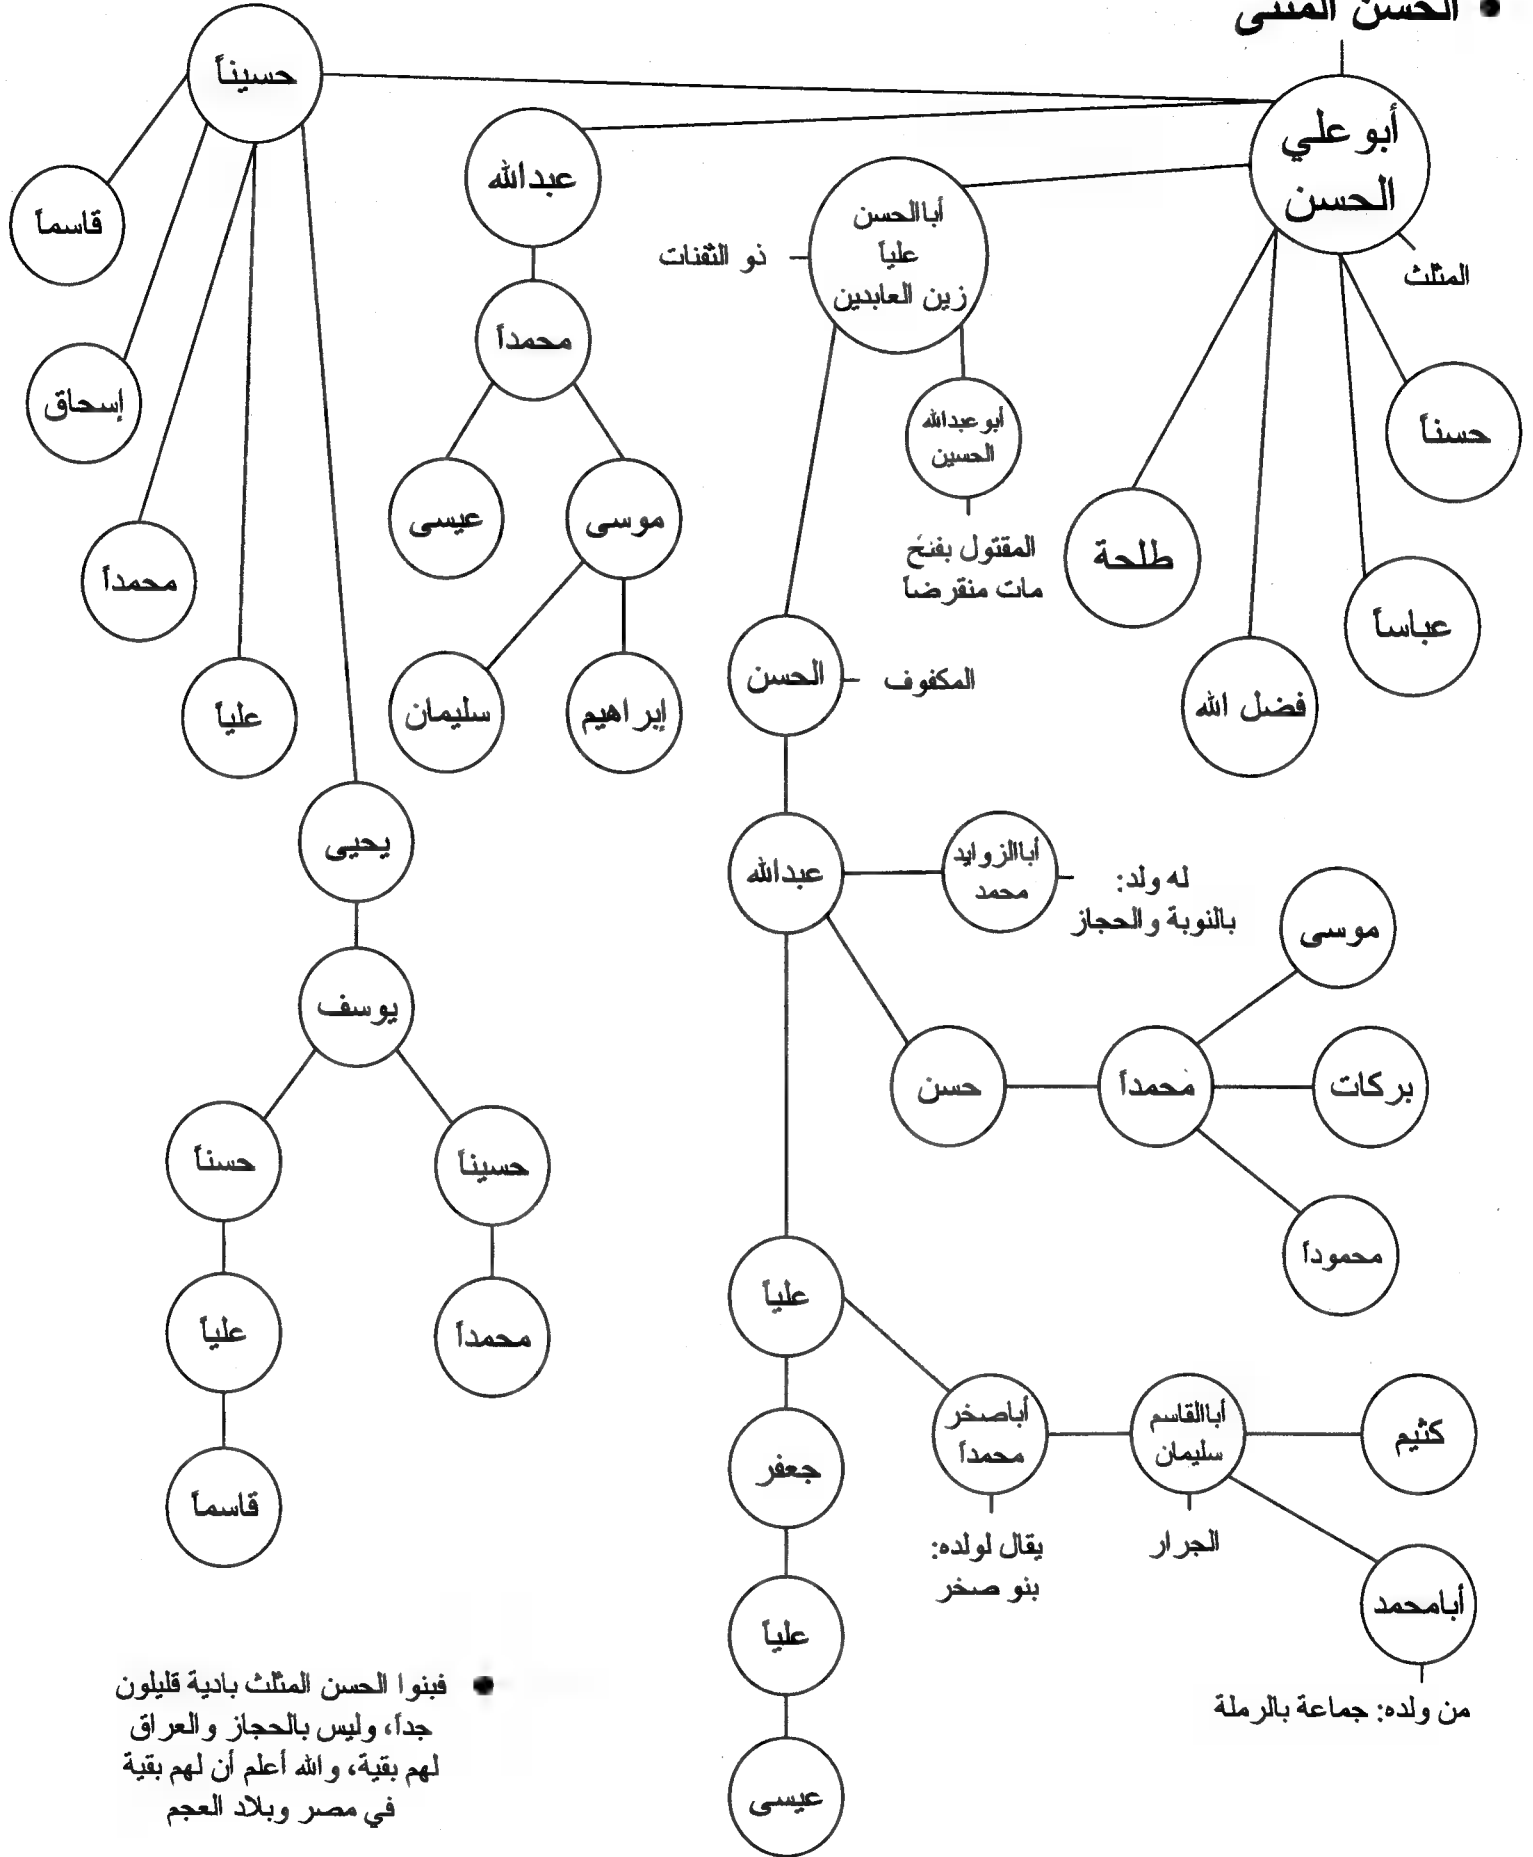 • الحسن المثنى
أبو علي
الحسن
المثلث
حسناً
عباساً
فضل الله
طلحة
أباالحسن
علياً
زين العابدين
ذو الثفنات
أبو عبدالله
الحسين
المقتول بفخ
مات منقرضاً
الحسن
المكفوف
عبدالله
أباالزوايد
محمد
له ولد:
بالنوبة والحجاز
حسن
محمداً
موسى
بركات
محموداً
علياً
أباصخر
محمداً
يقال لولده:
بنو صخر
أباالقاسم
سليمان
الجرار
كثيم
أبامحمد
من ولده: جماعة بالرملة
جعفر
علياً
عيسى
عبدالله
محمداً
موسى
عيسى
إبراهيم
سليمان
حسيناً
قاسماً
إسحاق
محمداً
علياً
يحيى
يوسف
حسيناً
محمداً
حسناً
علياً
قاسماً
• فبنوا الحسن المثلث بادية قليلون
جداً، وليس بالحجاز والعراق
لهم بقية، والله أعلم أن لهم بقية
في مصر وبلاد العجم